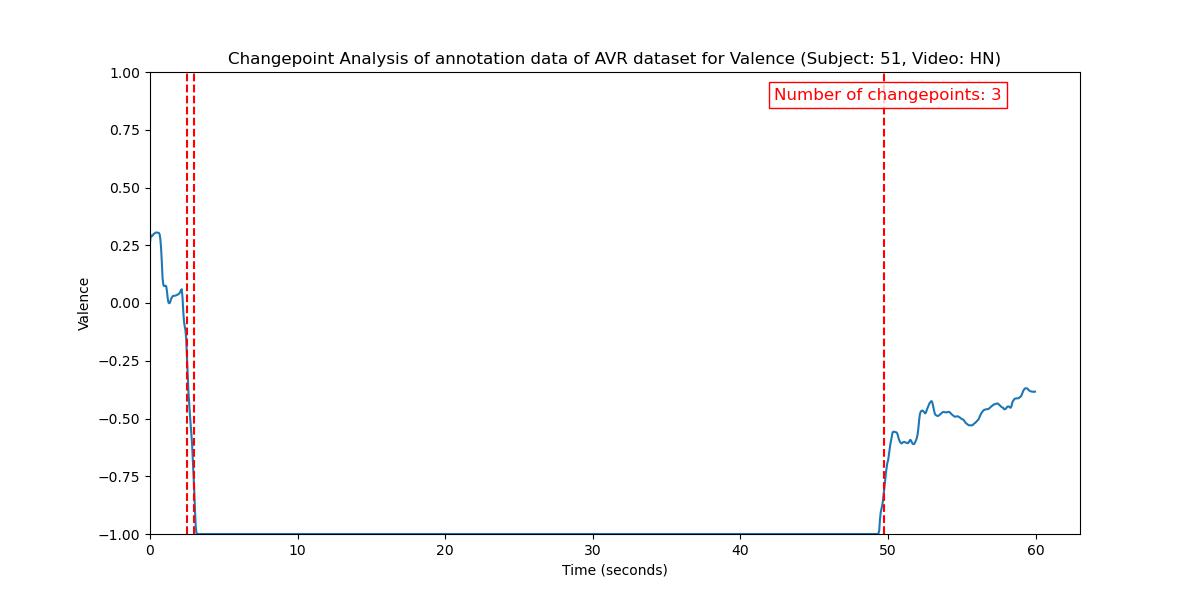 Changepoint Analysis of annotation data of AVR dataset for Valence (Subject: 51, Video: HN)
Number of changepoints: 3
Valence
1.00
0.75
0.50
0.25
0.00
−0.25
−0.50
−0.75
−1.00
0 10 20 30 40 50 60
Time (seconds)